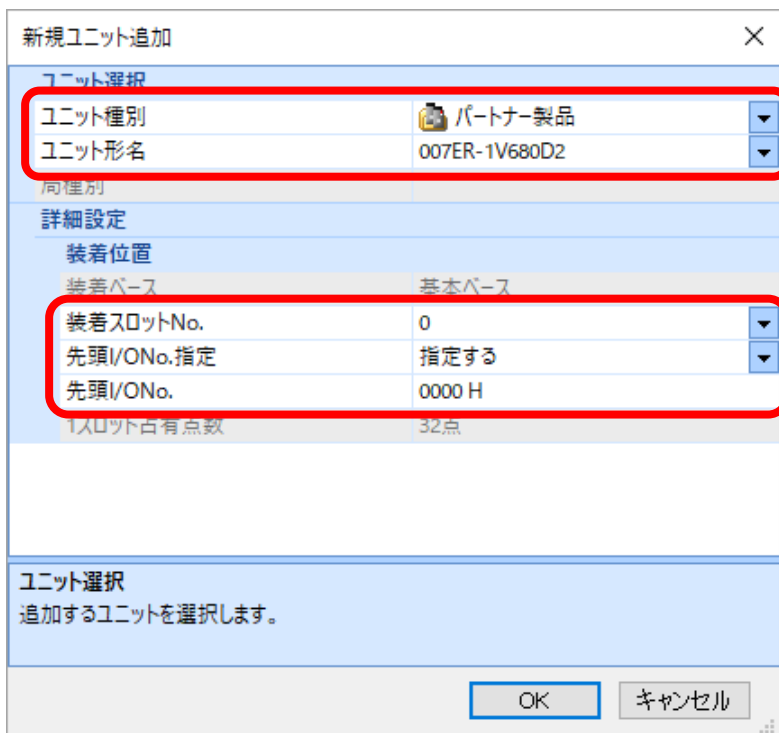 新規ユニット追加
ユニット選択
ユニット種別 パートナー製品
ユニット形名 007ER-1V680D2
局種別
詳細設定
装着位置
装着ベース 基本ベース
装着スロットNo. 0
先頭I/ONo.指定 指定する
先頭I/ONo. 0000 H
1スロット占有点数 32点
ユニット選択
追加するユニットを選択します。
OK キャンセル